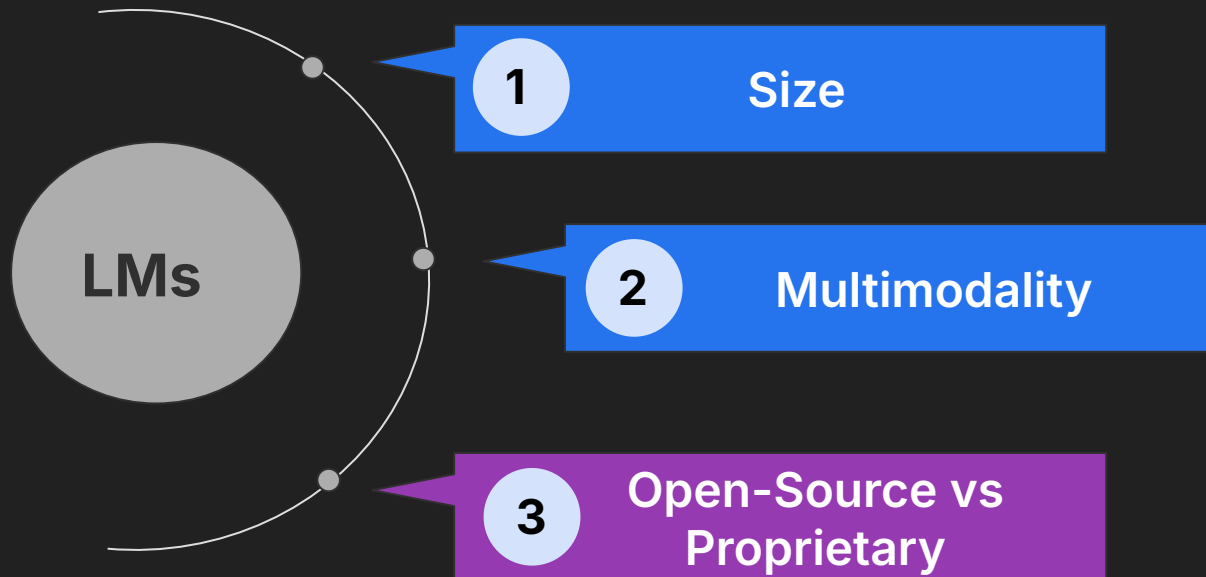 LMs
1
Size
2
Multimodality
3
Open-Source vs
Proprietary